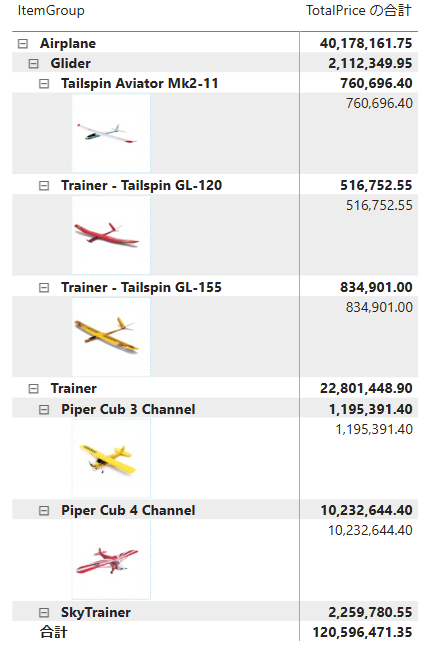 ItemGroup TotalPrice の合計
Airplane 40,178,161.75
Glider 2,112,349.95
Tailspin Aviator Mk2-11 760,696.40
760,696.40
Trainer - Tailspin GL-120 516,752.55
516,752.55
Trainer - Tailspin GL-155 834,901.00
834,901.00
Trainer 22,801,448.90
Piper Cub 3 Channel 1,195,391.40
1,195,391.40
Piper Cub 4 Channel 10,232,644.40
10,232,644.40
SkyTrainer 2,259,780.55
合計 120,596,471.35